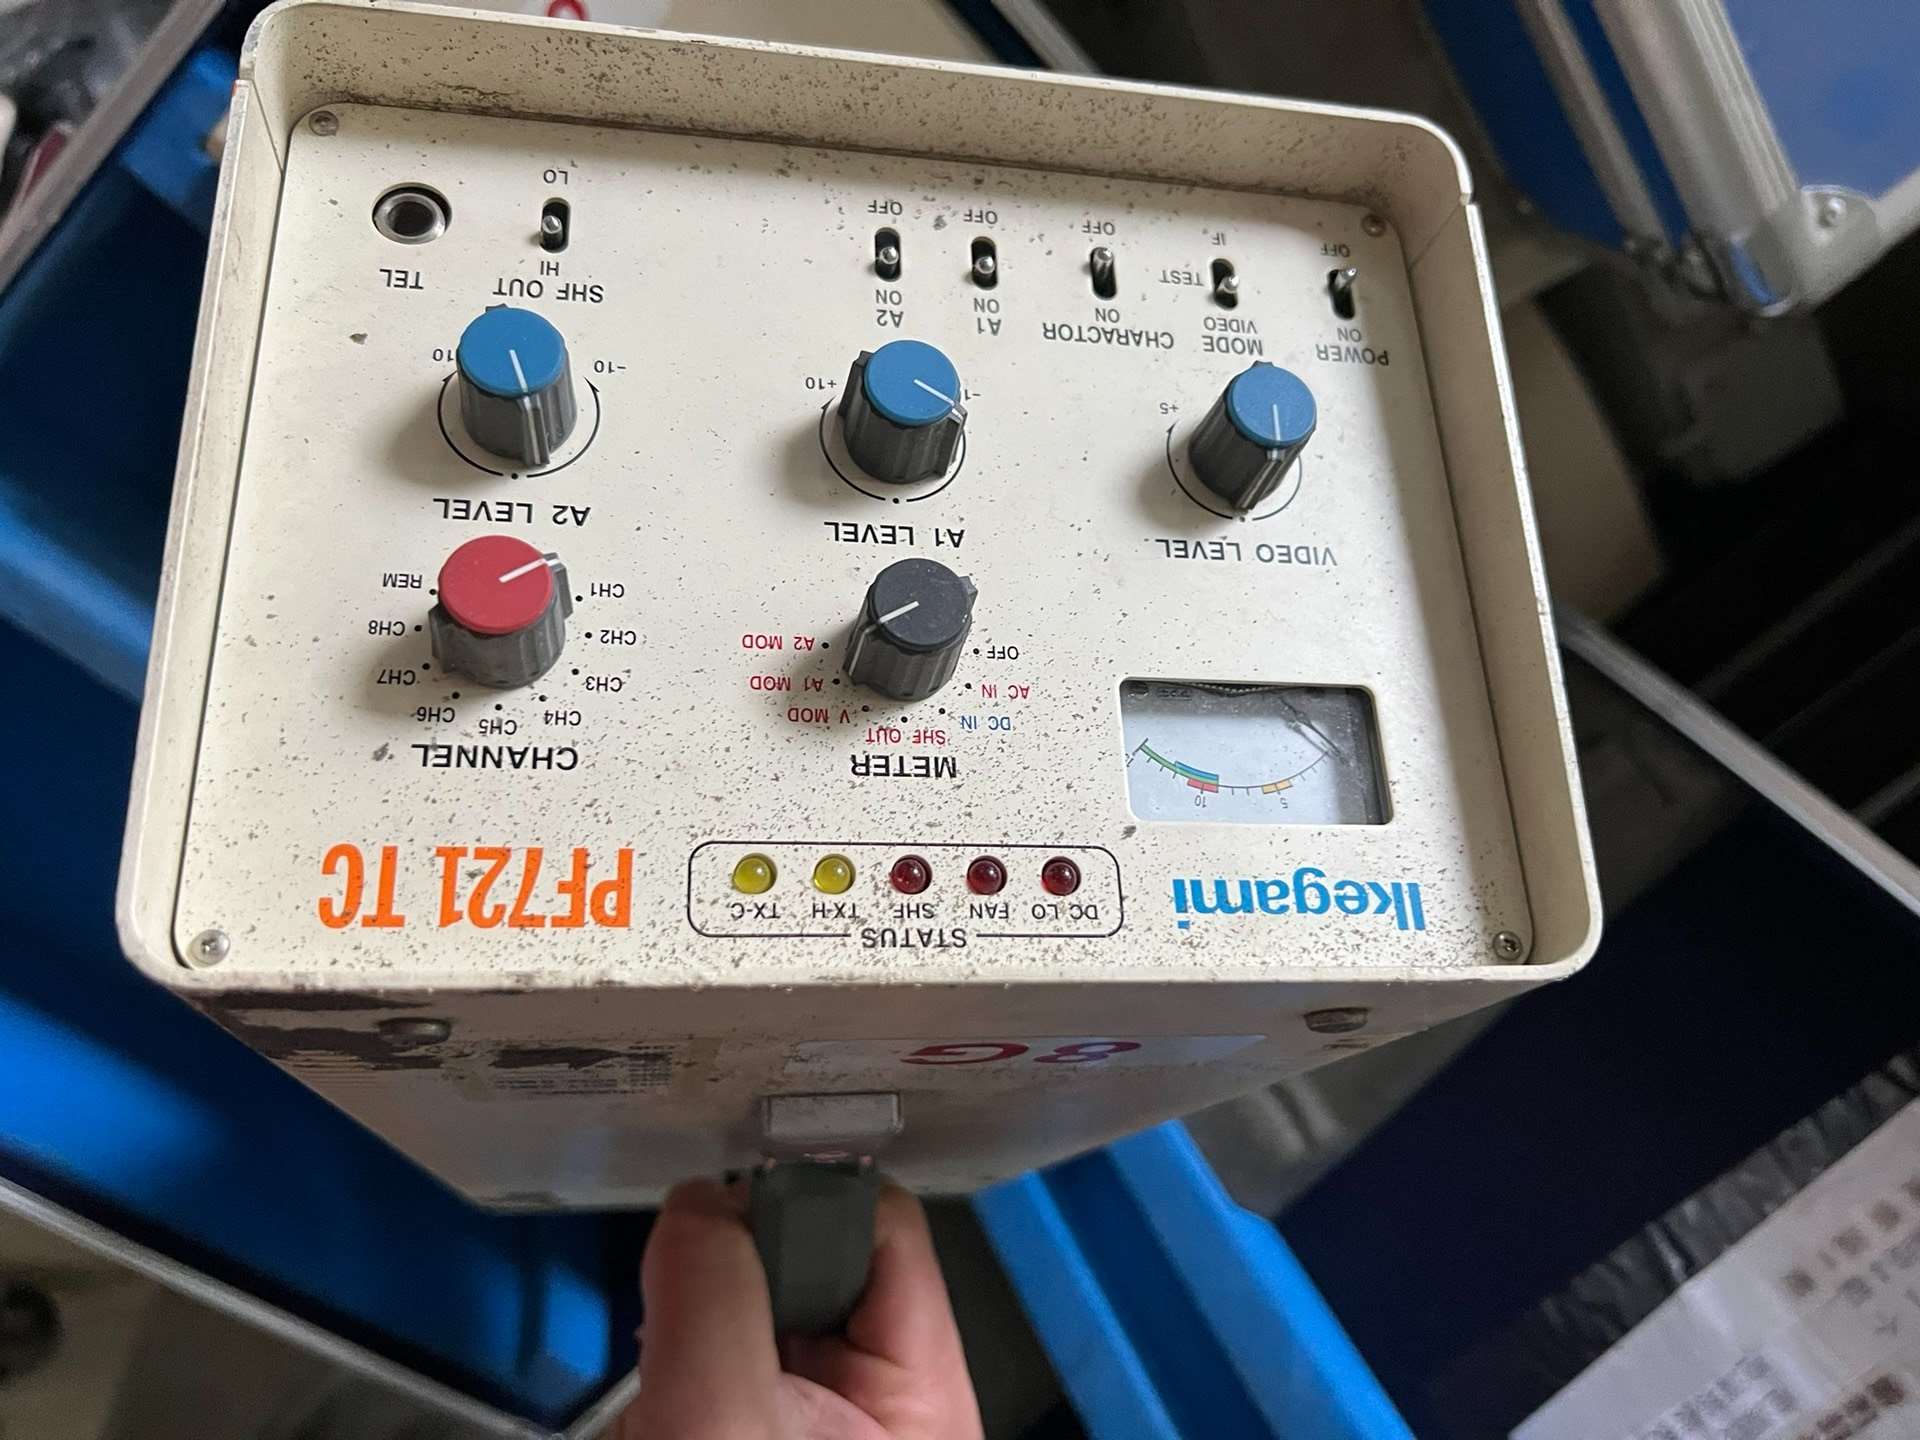 8G
Ikegami
STATUS
DC LO FAN SHF TX-H TX-C
PF721 TC
5 10
METER
OFF
AC IN
DC IN
SHF OUT
V MOD
A1 MOD
A2 MOD
CHANNEL
CH1
CH2
CH3
CH4
CH5
CH6
CH7
CH8
REM
VIDEO LEVEL
+5
A1 LEVEL
+10
A2 LEVEL
-10
10
POWER
ON
OFF
MODE
VIDEO
TEST
IF
CHARACTOR
ON
OFF
A1
ON
OFF
A2
ON
OFF
SHF OUT
HI
LO
TEL